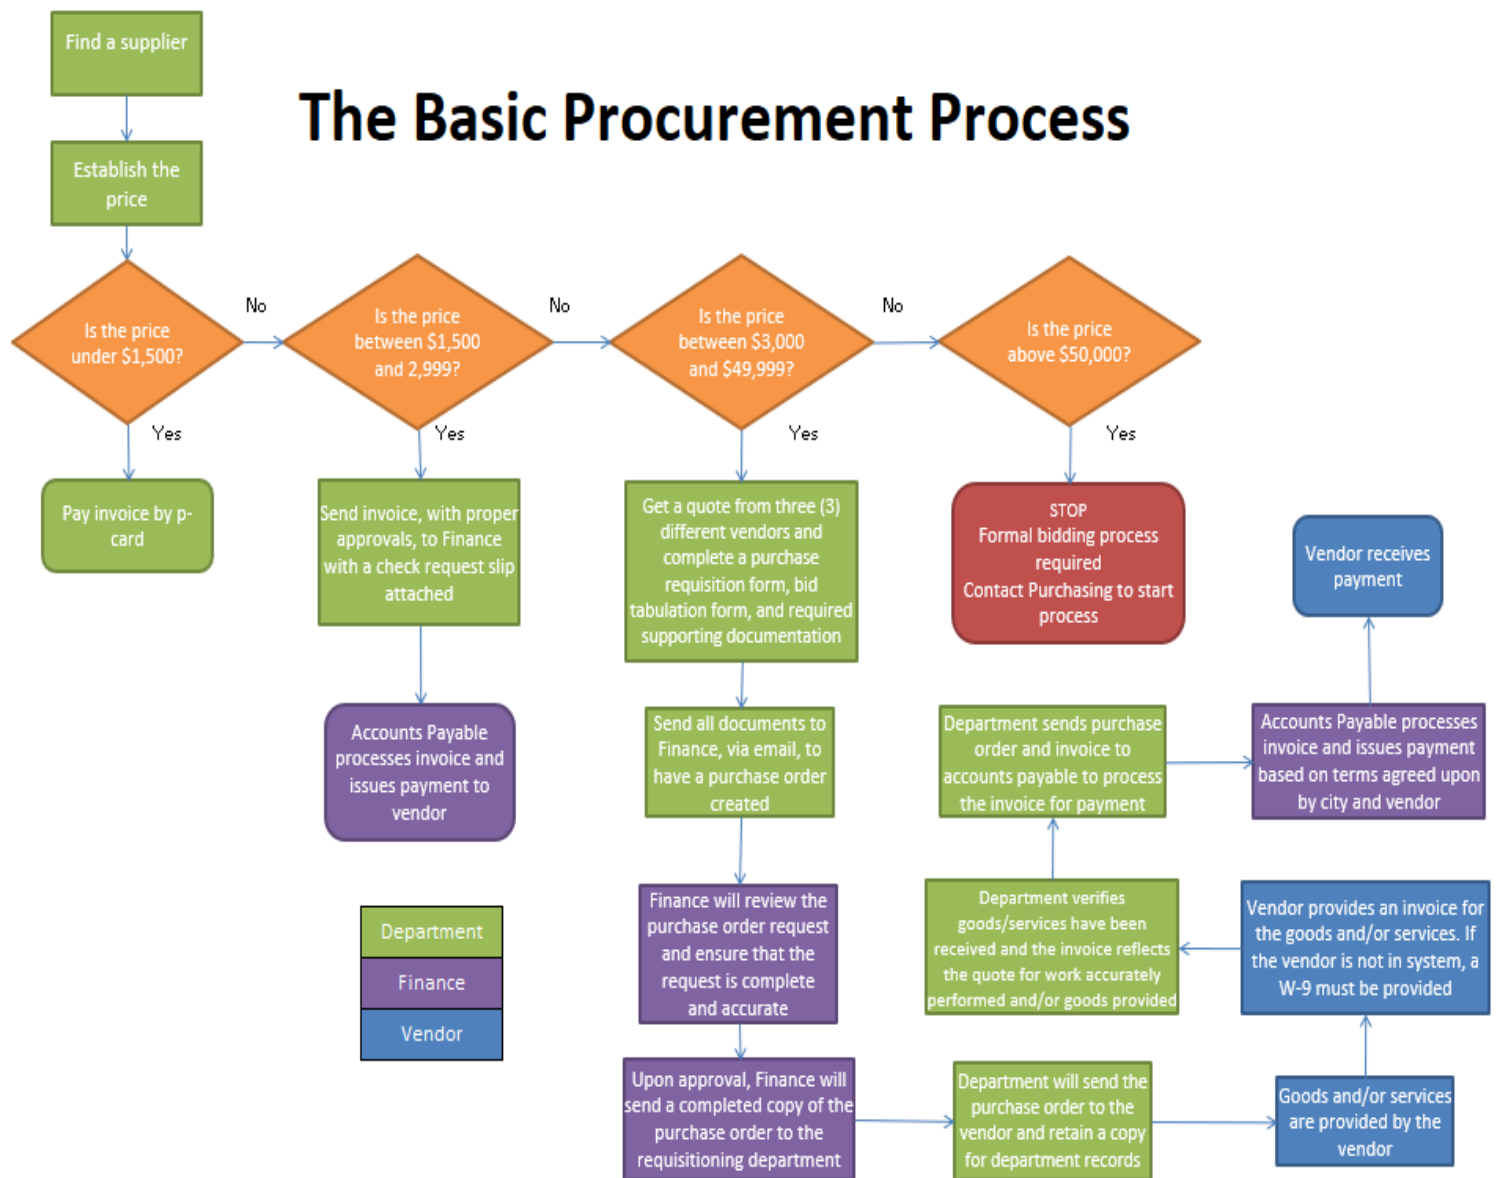 Find a supplier
The Basic Procurement Process
Establish the
price
Is the price
under $1,500?
No
Is the price
between $1,500
and 2,999?
No
Is the price
between $3,000
and $49,999?
No
Is the price
above $50,000?
Yes
Yes
Yes
Yes
Pay invoice by p-
card
Send invoice, with proper
approvals, to Finance
with a check request slip
attached
Get a quote from three (3)
different vendors and
complete a purchase
requisition form, bid
tabulation form, and required
supporting documentation
STOP
Formal bidding process
required
Contact Purchasing to start
process
Vendor receives
payment
Accounts Payable
processes invoice and
issues payment to
vendor
Send all documents to
Finance, via email, to
have a purchase order
created
Department sends purchase
order and invoice to
accounts payable to process
the invoice for payment
Accounts Payable processes
invoice and issues payment
based on terms agreed upon
by city and vendor
Department
Finance
Vendor
Finance will review the
purchase order request
and ensure that the
request is complete
and accurate
Department verifies
goods/services have been
received and the invoice reflects
the quote for work accurately
performed and/or goods provided
Vendor provides an invoice for
the goods and/or services. If
the vendor is not in system, a
W-9 must be provided
Upon approval, Finance will
send a completed copy of the
purchase order to the
requisitioning department
Department will send the
purchase order to the
vendor and retain a copy
for department records
Goods and/or services
are provided by the
vendor